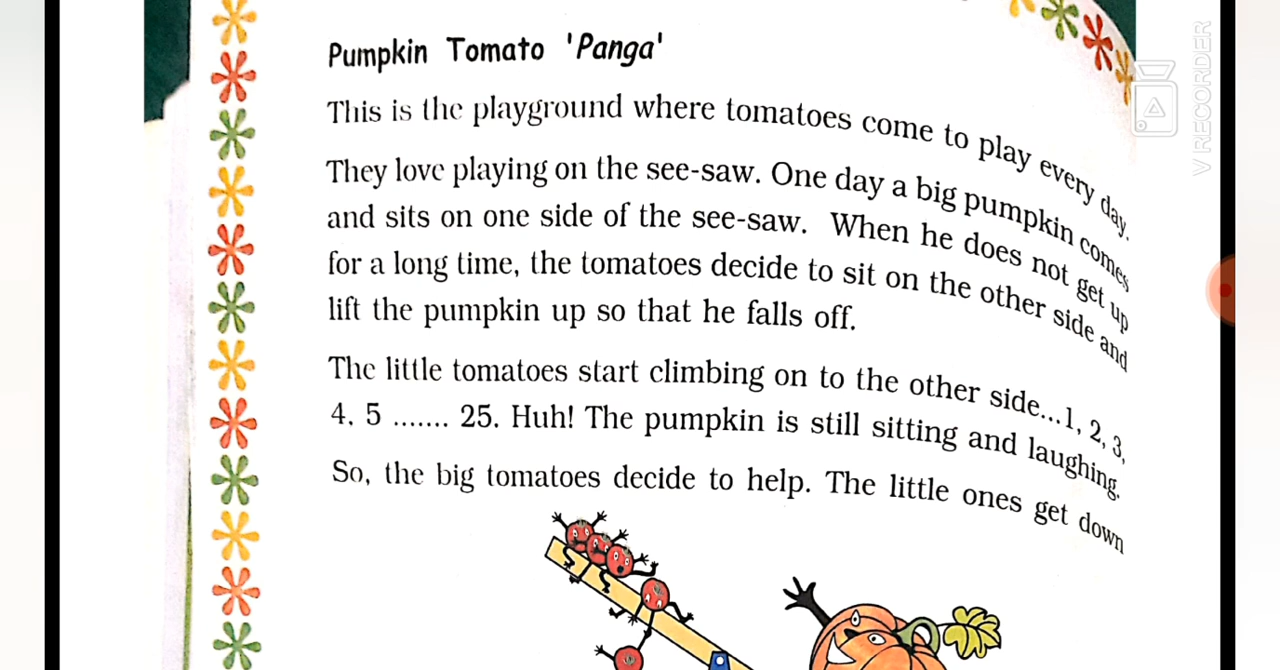 Pumpkin Tomato 'Panga'
This is the playground where tomatoes come to play every day.
They love playing on the see-saw. One day a big pumpkin comes
and sits on one side of the see-saw. When he does not get up
for a long time, the tomatoes decide to sit on the other side and
lift the pumpkin up so that he falls off.
The little tomatoes start climbing on to the other side...1, 2, 3,
4, 5 ....... 25. Huh! The pumpkin is still sitting and laughing.
So, the big tomatoes decide to help. The little ones get down
V RECORDER